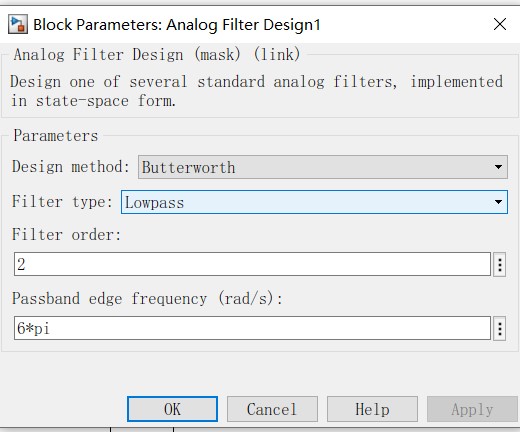 Block Parameters: Analog Filter Design1
Analog Filter Design (mask) (link)
Design one of several standard analog filters, implemented
in state-space form.
Parameters
Design method: Butterworth
Filter type: Lowpass
Filter order:
2
Passband edge frequency (rad/s):
6*pi
OK Cancel Help Apply